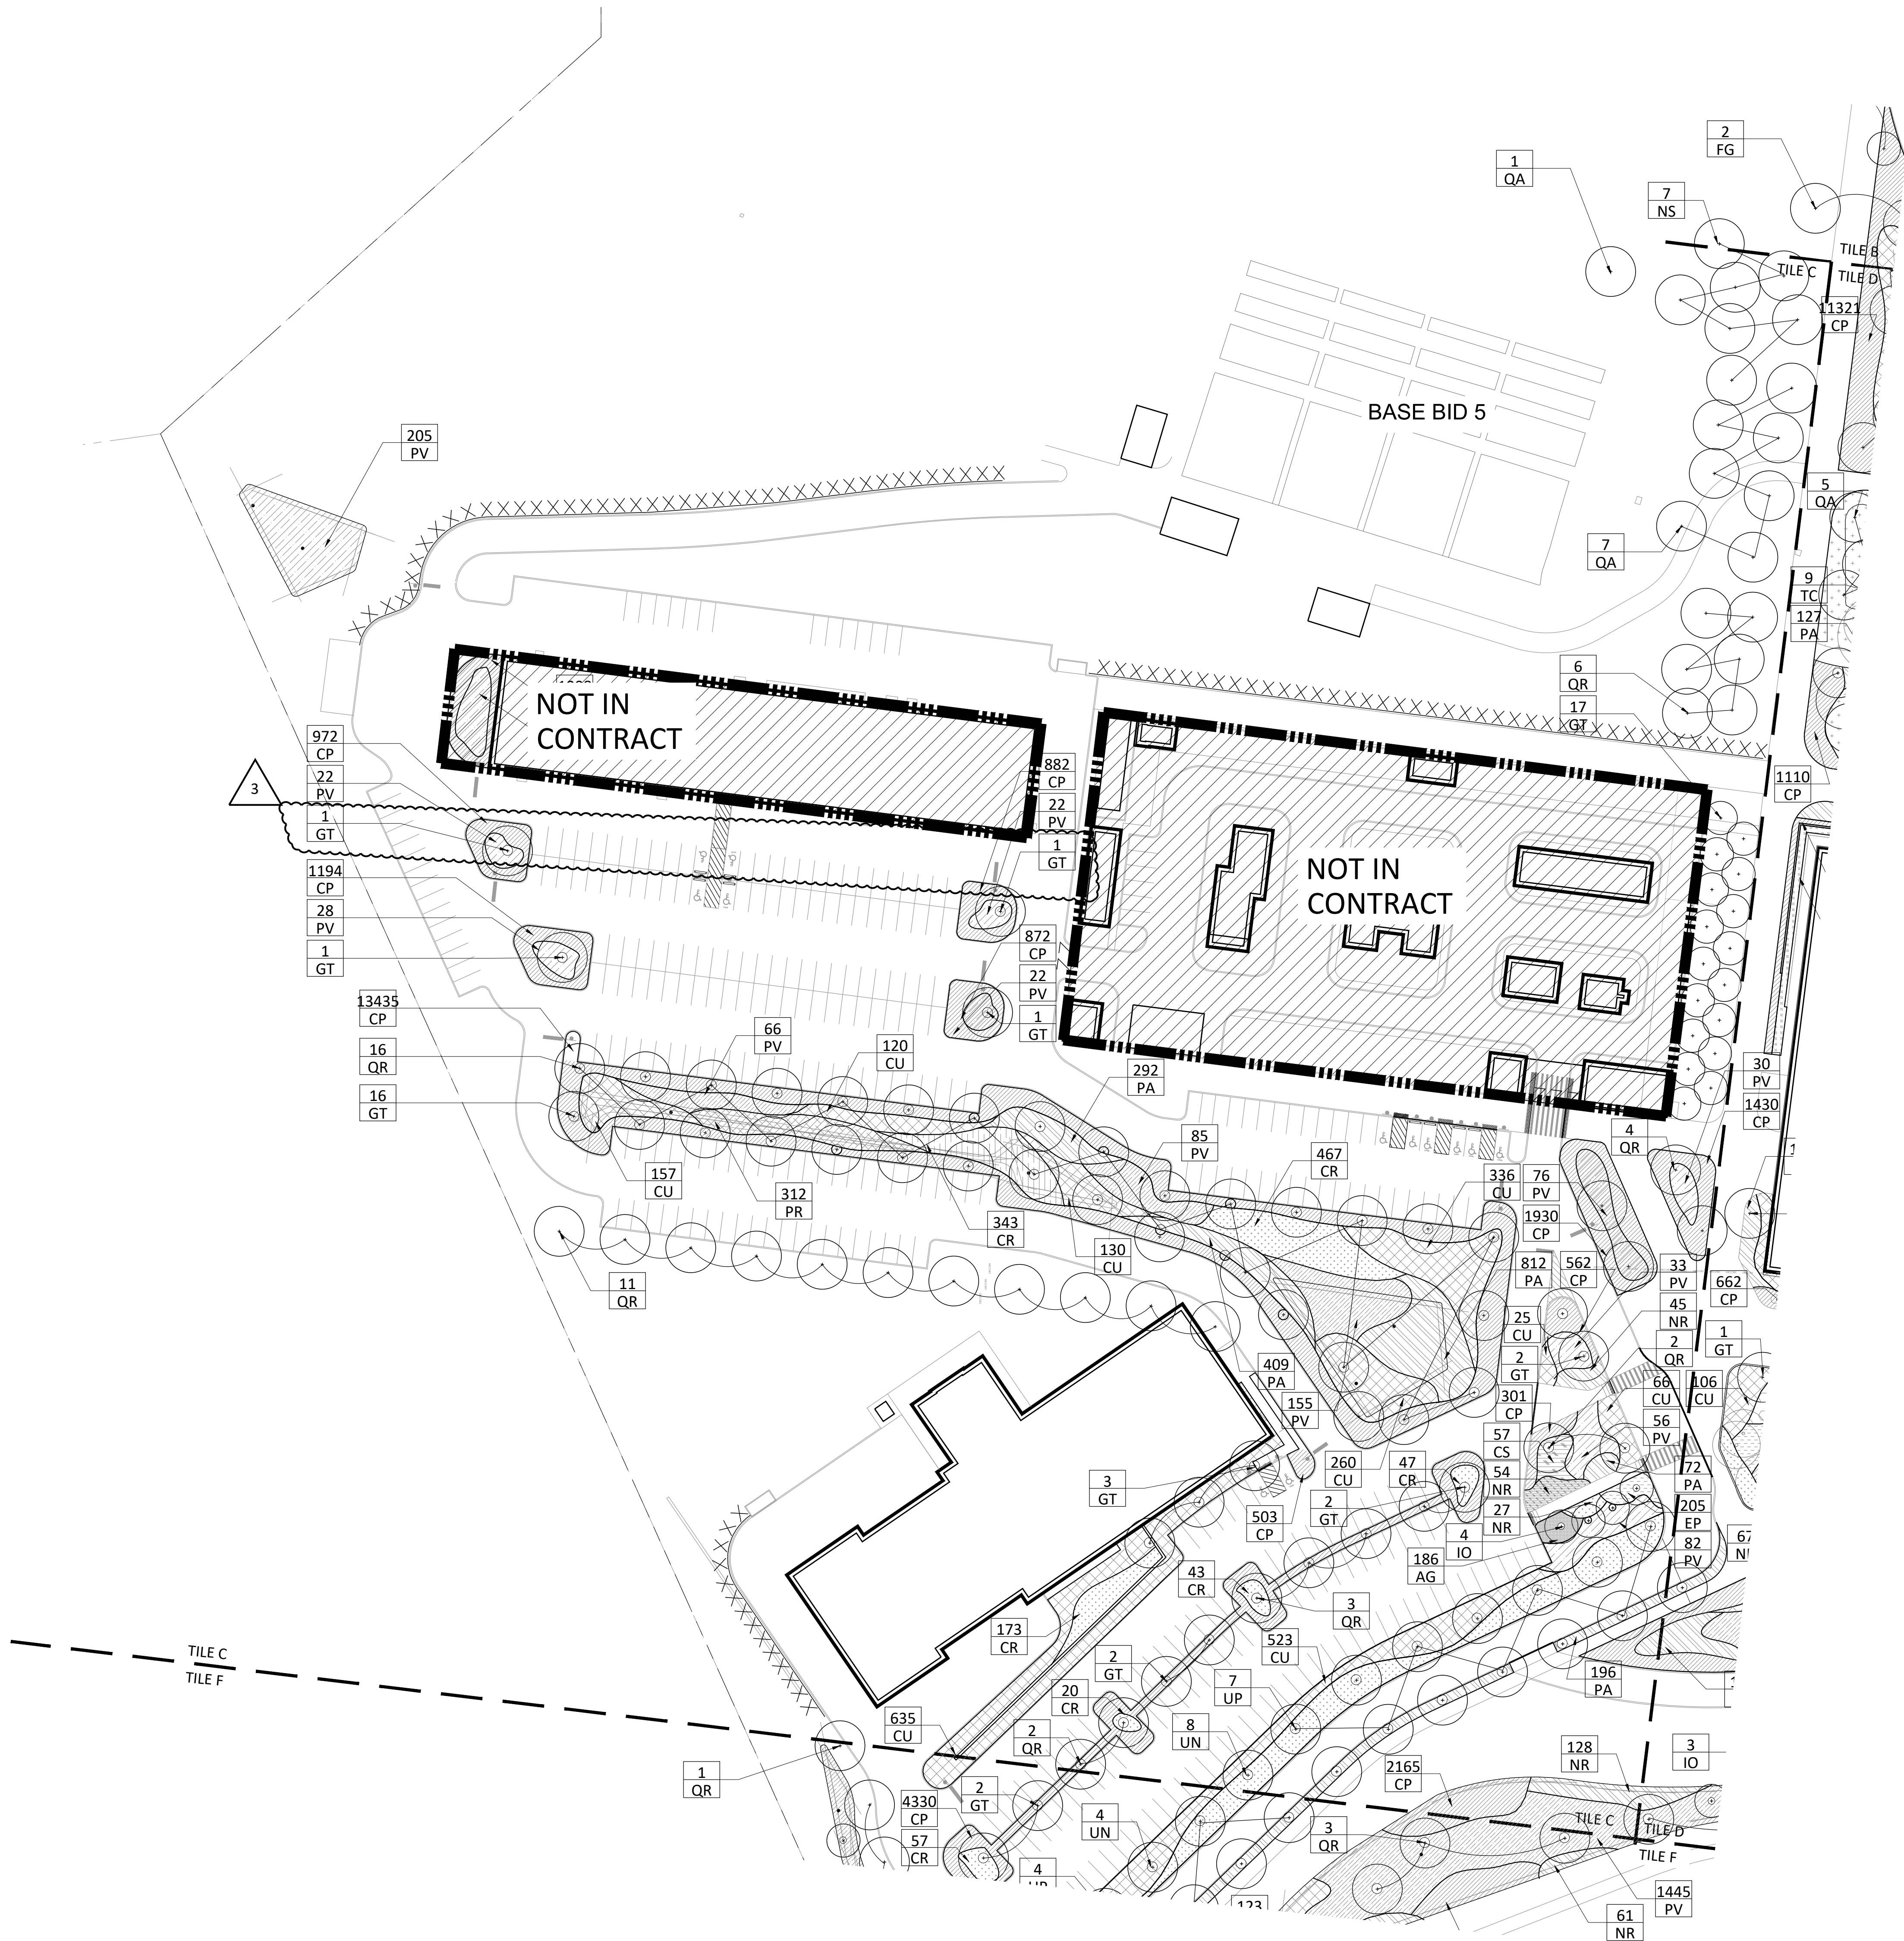 2
FG
1
QA
7
NS
TILE B
TILE C
TILE D
11321
CP
BASE BID 5
205
PV
5
QA
7
QA
9
TC
127
PA
6
QR
17
GT
NOT IN
CONTRACT
972
CP
22
PV
1
GT
3
882
CP
22
PV
1
GT
1110
CP
NOT IN
CONTRACT
1194
CP
28
PV
1
GT
872
CP
22
PV
1
GT
13435
CP
16
QR
16
GT
66
PV
120
CU
292
PA
30
PV
1430
CP
4
QR
85
PV
467
CR
336
CU
76
PV
1930
CP
157
CU
312
PR
343
CR
130
CU
812
PA
562
CP
33
PV
662
CP
11
QR
25
CU
45
NR
2
QR
1
GT
2
GT
409
PA
155
PV
301
CP
66
CU
106
CU
56
PV
57
CS
54
NR
27
NR
72
PA
205
EP
82
PV
260
CU
47
CR
3
GT
503
CP
2
GT
4
IO
186
AG
43
CR
3
QR
173
CR
523
CU
2
GT
20
CR
7
UP
196
PA
TILE C
TILE F
635
CU
2
QR
8
UN
1
QR
4330
CP
2
GT
57
CR
4
UN
2165
CP
128
NR
3
IO
3
QR
TILE C
TILE D
TILE F
1445
PV
61
NR